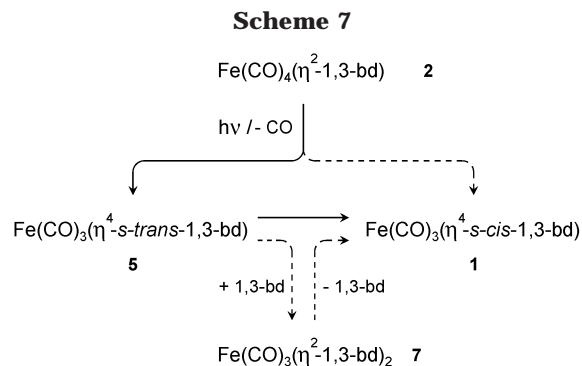 Scheme 7
Fe(CO)₄(η²-1,3-bd) 2
hν /- CO
Fe(CO)₃(η⁴-s-trans-1,3-bd) Fe(CO)₃(η⁴-s-cis-1,3-bd)
5 1
+ 1,3-bd - 1,3-bd
Fe(CO)₃(η²-1,3-bd)₂ 7